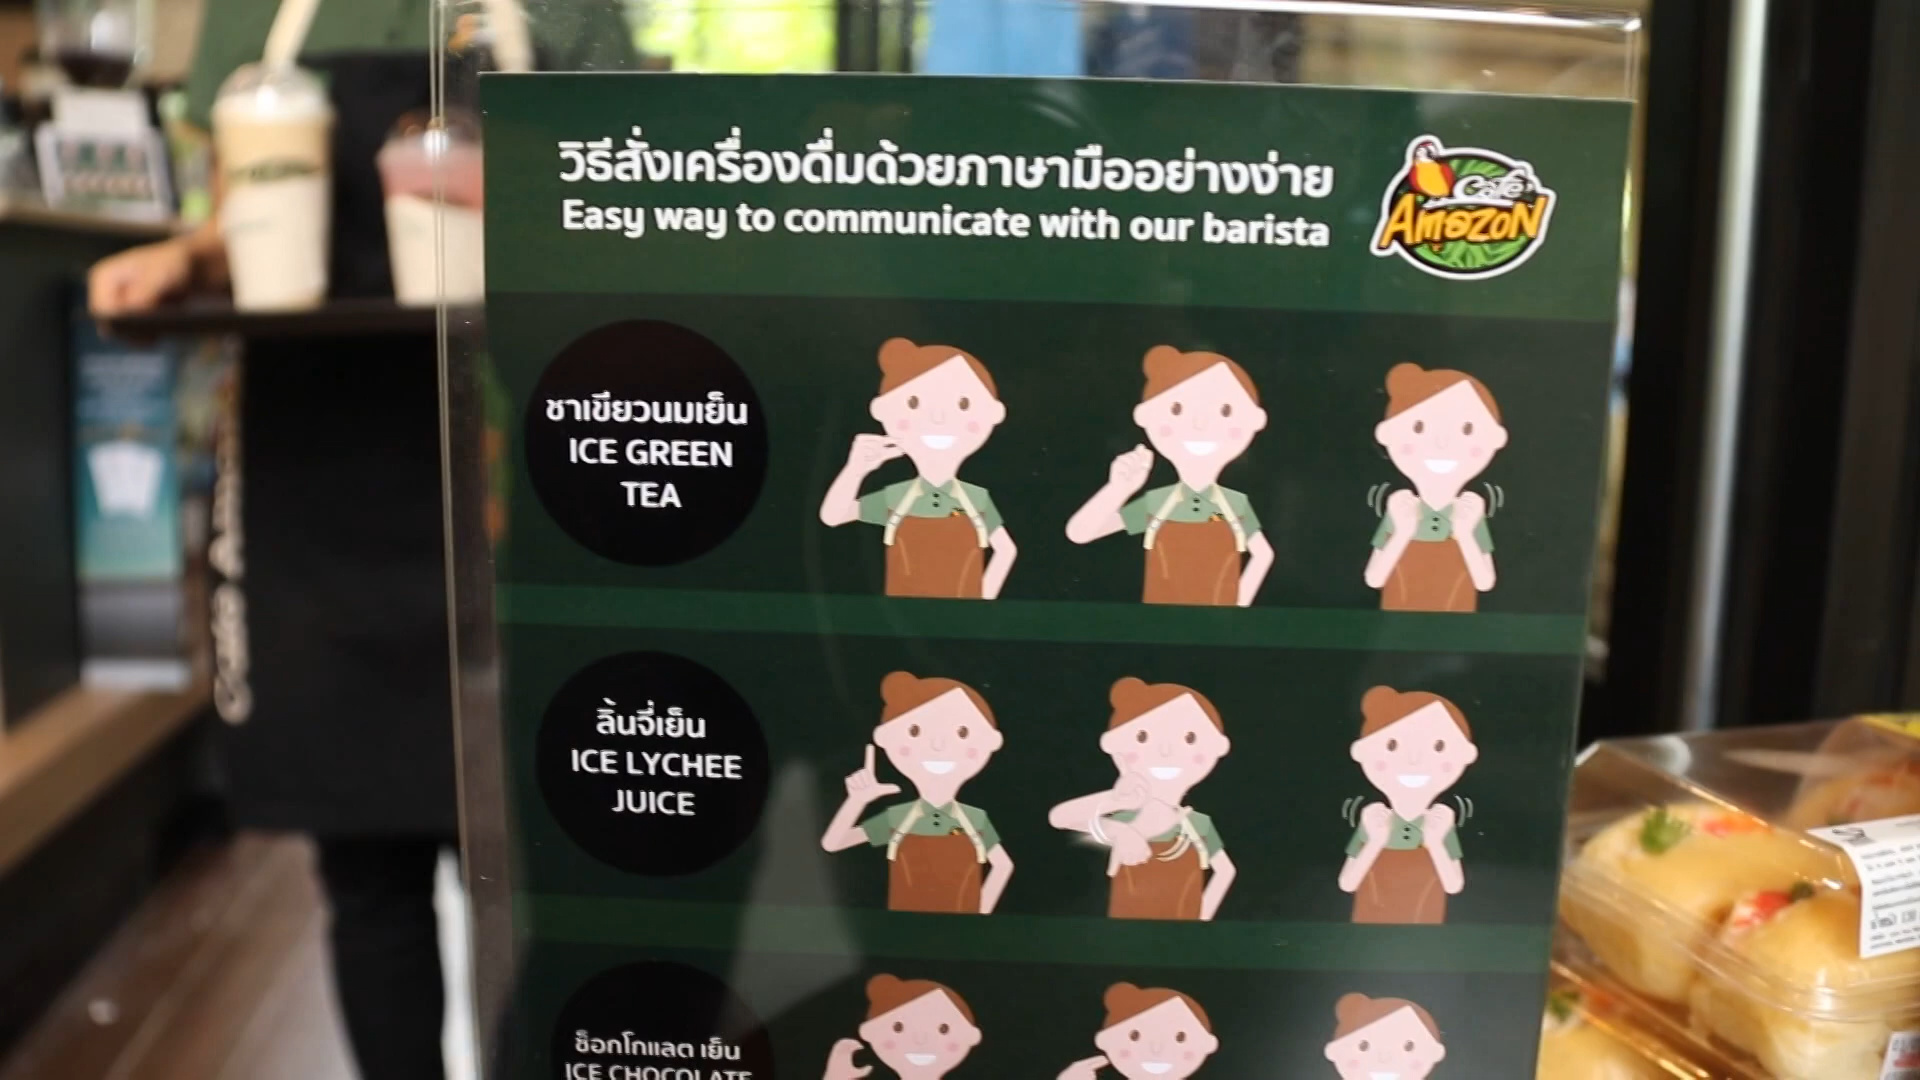 วิธีสั่งเครื่องดื่มด้วยภาษามืออย่างง่าย
Easy way to communicate with our barista
Café
Amazon
ชาเขียวนมเย็น
ICE GREEN
TEA
ลิ้นจี่เย็น
ICE LYCHEE
JUICE
ช็อกโกแลต เย็น
ICE CHOCOLATE